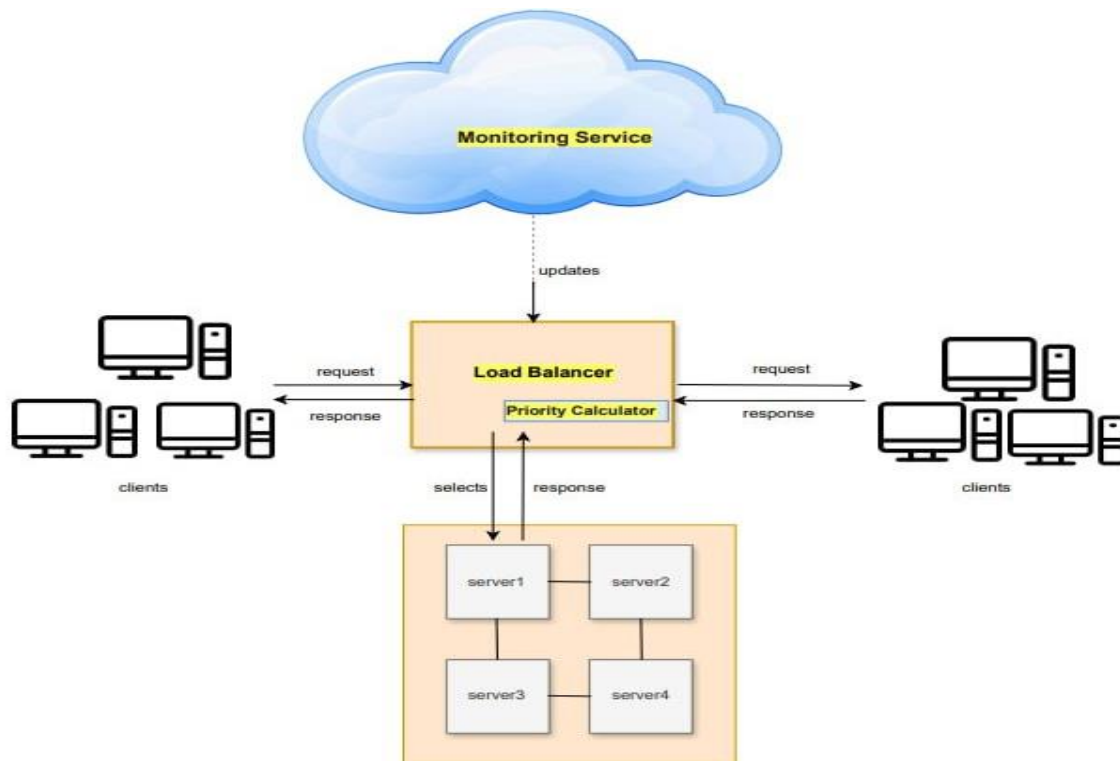 Monitoring Service
updates
request
Load Balancer
request
response
Priority Calculator
response
clients
selects
response
clients
server1
server2
server3
server4